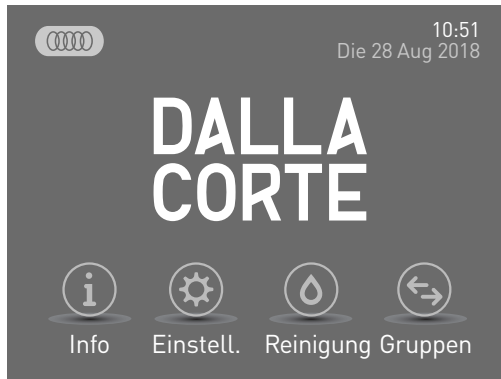 10:51
Die 28 Aug 2018
DALLA
CORTE
Info Einstell. Reinigung Gruppen